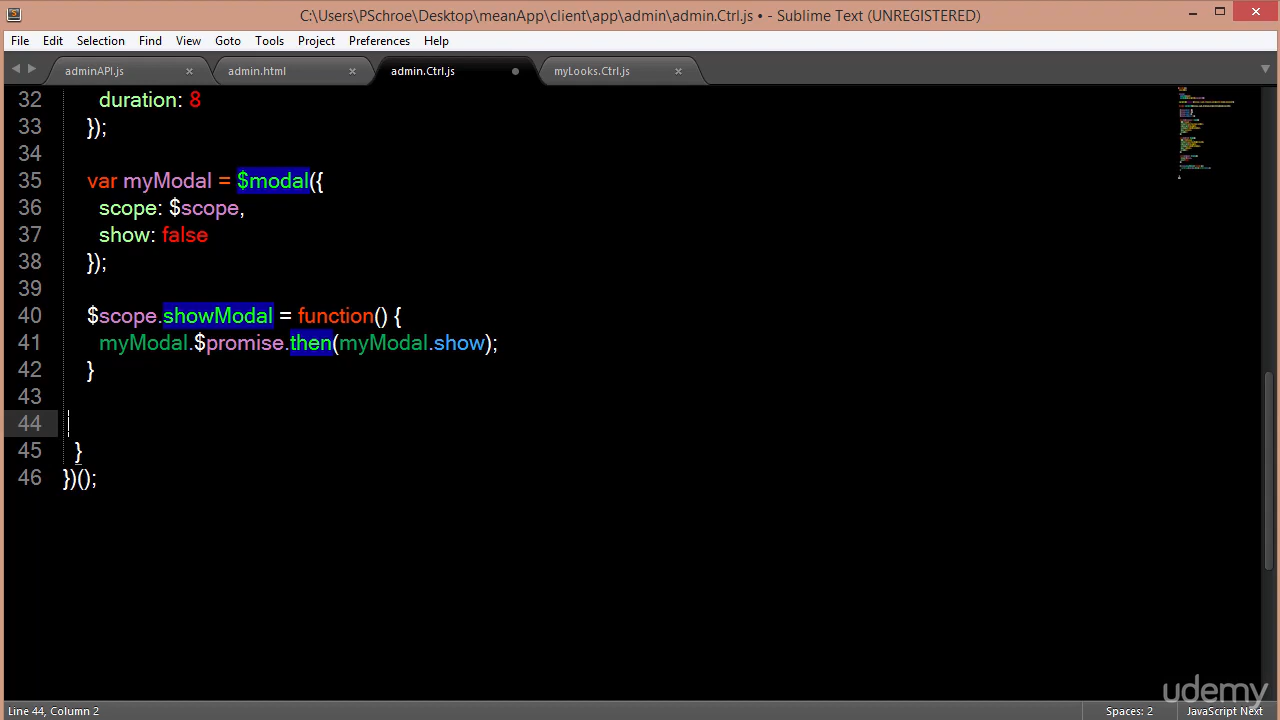 C:\Users\PSchroe\Desktop\meanApp\client\app\admin\admin.Ctrl.js • - Sublime Text (UNREGISTERED)
File Edit Selection Find View Goto Tools Project Preferences Help
adminAPI.js admin.html admin.Ctrl.js myLooks.Ctrl.js
32 duration: 8
33 });
34
35 var myModal = $modal({
36 scope: $scope,
37 show: false
38 });
39
40 $scope.showModal = function() {
41 myModal.$promise.then(myModal.show);
42 }
43
44
45 }
46 })();
udemy
Line 44, Column 2 Spaces: 2 JavaScript Next